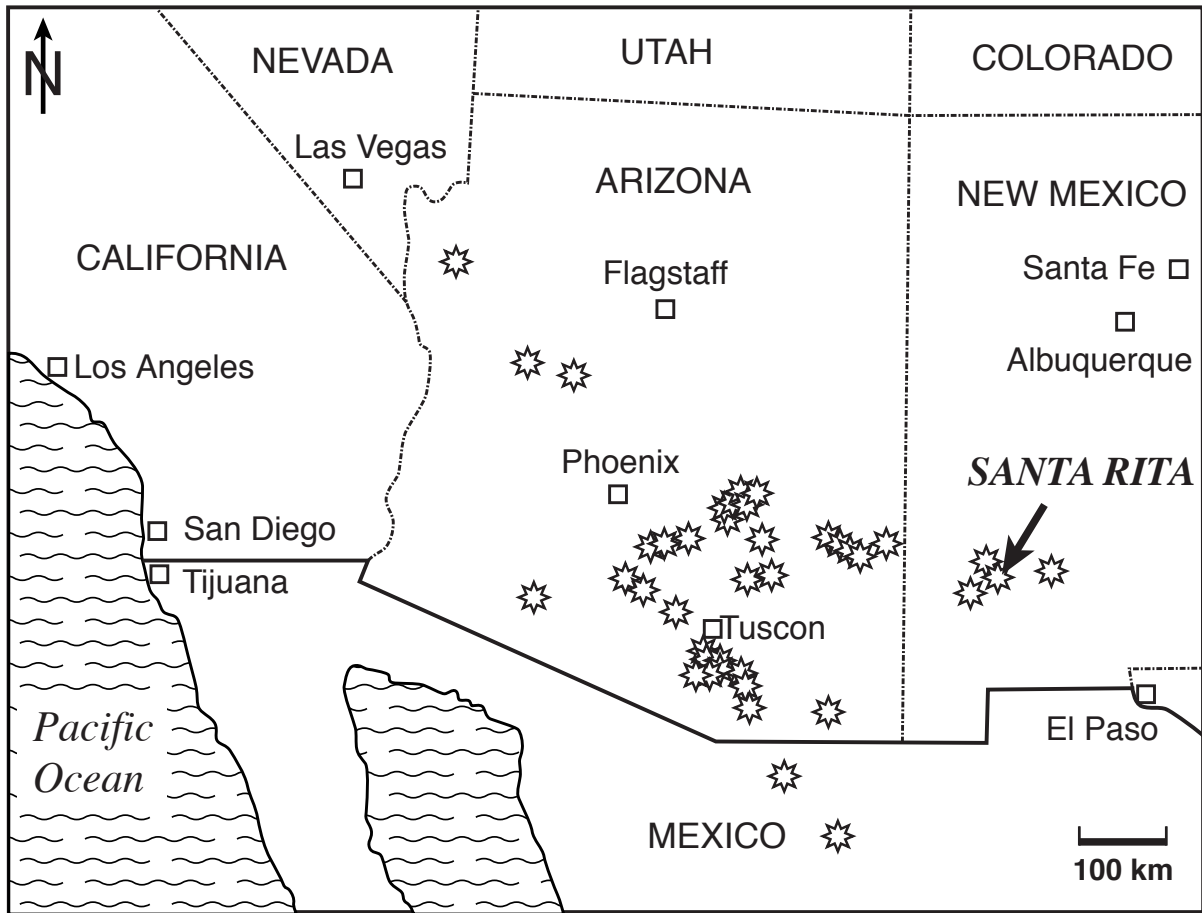 N
NEVADA
UTAH
COLORADO
Las Vegas
ARIZONA
NEW MEXICO
CALIFORNIA
Flagstaff
Santa Fe
Los Angeles
Albuquerque
Phoenix
SANTA RITA
San Diego
Tijuana
Tuscon
Pacific
Ocean
El Paso
MEXICO
100 km